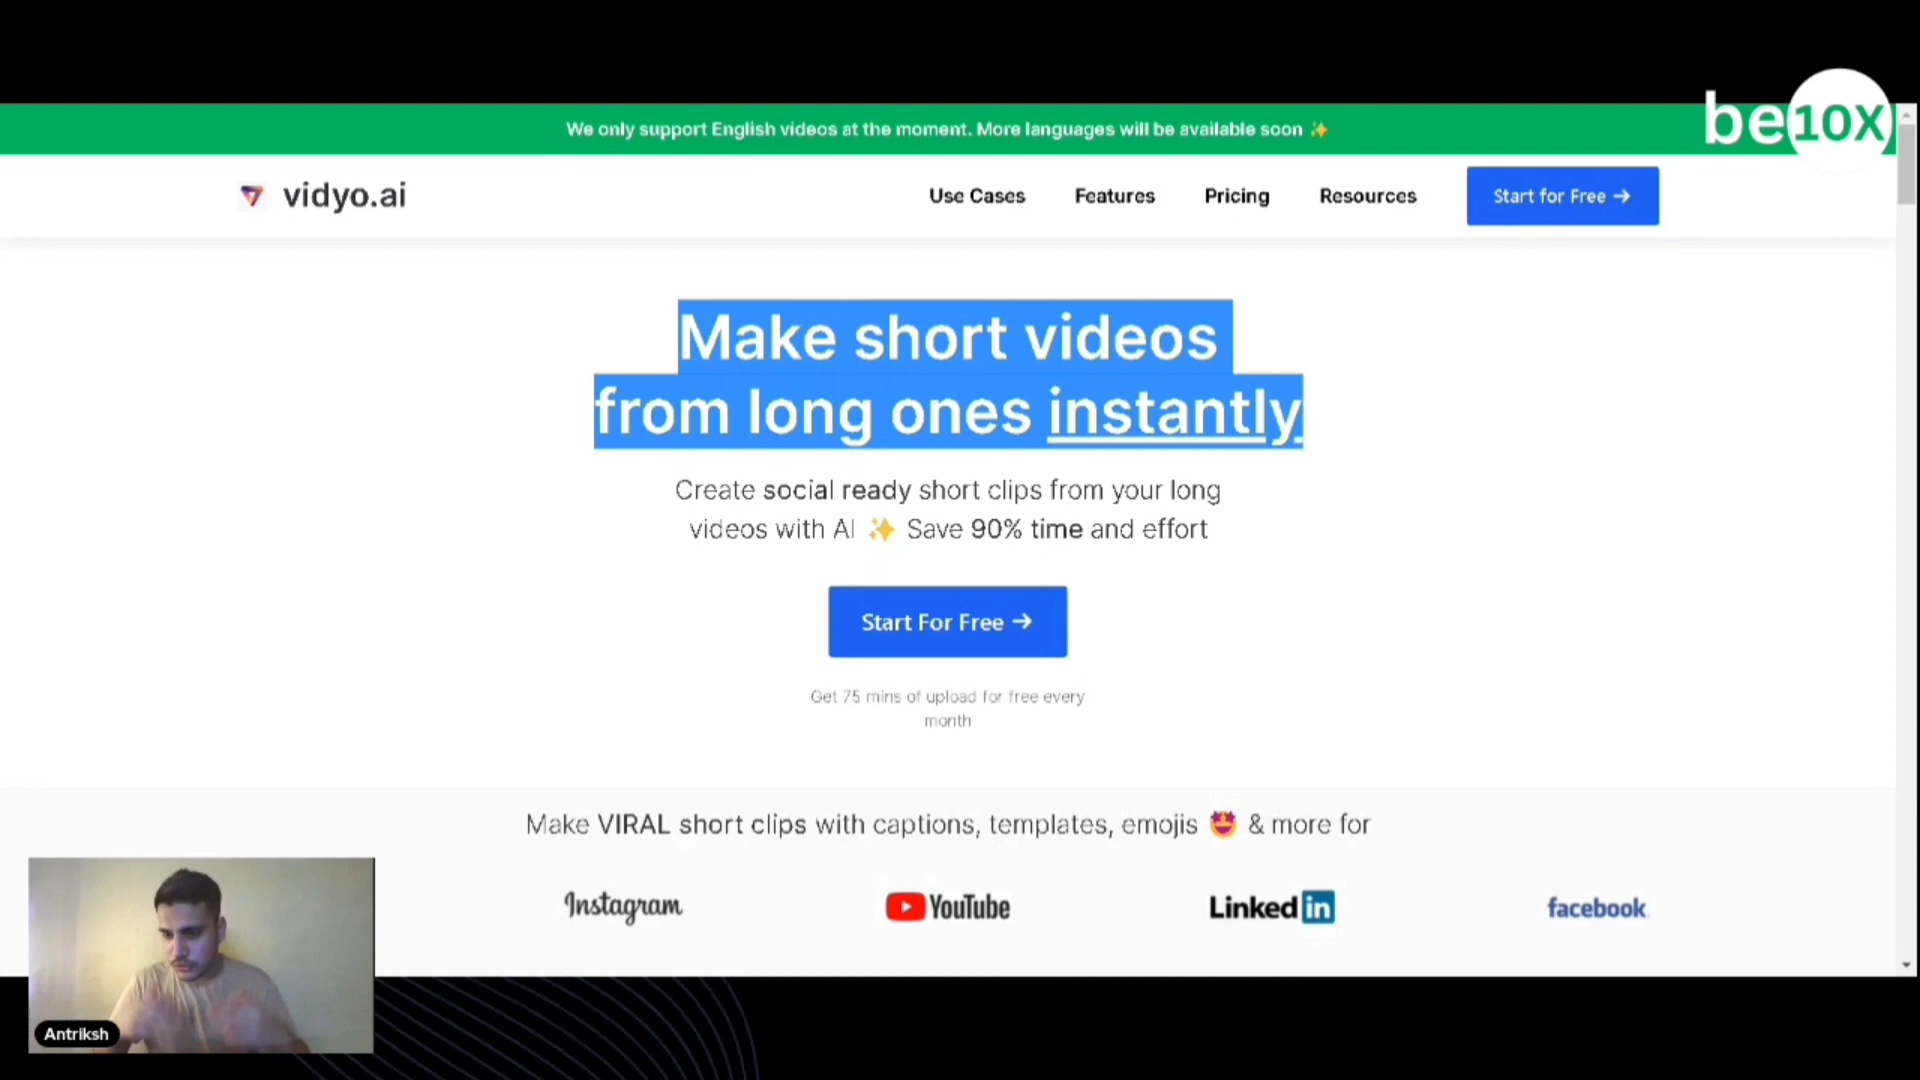 We only support English videos at the moment. More languages will be available soon ✨
be10X
vidyo.ai
Use Cases
Features
Pricing
Resources
Start for Free →
Make short videos
from long ones instantly
Create social ready short clips from your long
videos with AI ✨ Save 90% time and effort
Start For Free →
Get 75 mins of upload for free every
month
Make VIRAL short clips with captions, templates, emojis 🤩 & more for
Instagram
YouTube
Linked in
facebook.
Antriksh